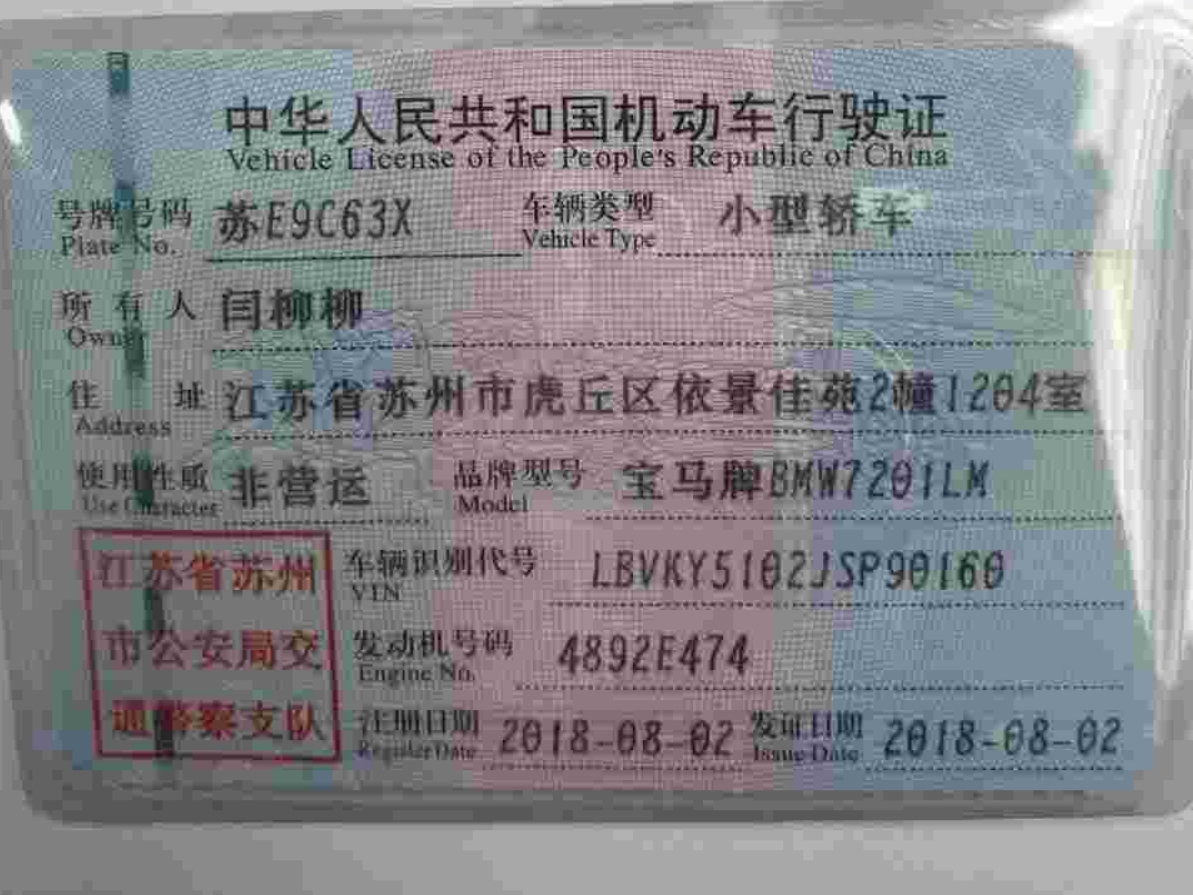 中华人民共和国机动车行驶证
Vehicle License of the People's Republic of China
号牌号码 苏E9C63X 车辆类型 小型轿车
Plate No. Vehicle Type
所有人 闫柳柳
Owner
住址 江苏省苏州市虎丘区依景佳苑2幢1204室
Address
使用性质 非营运 品牌型号 宝马牌BMW7201LM
Use Character Model
江苏省苏州
市公安局交
通警察支队
车辆识别代号 LBVKY5102JSP90160
VIN
发动机号码 4892E474
Engine No.
注册日期 2018-08-02 发证日期 2018-08-02
Register Date Issue Date